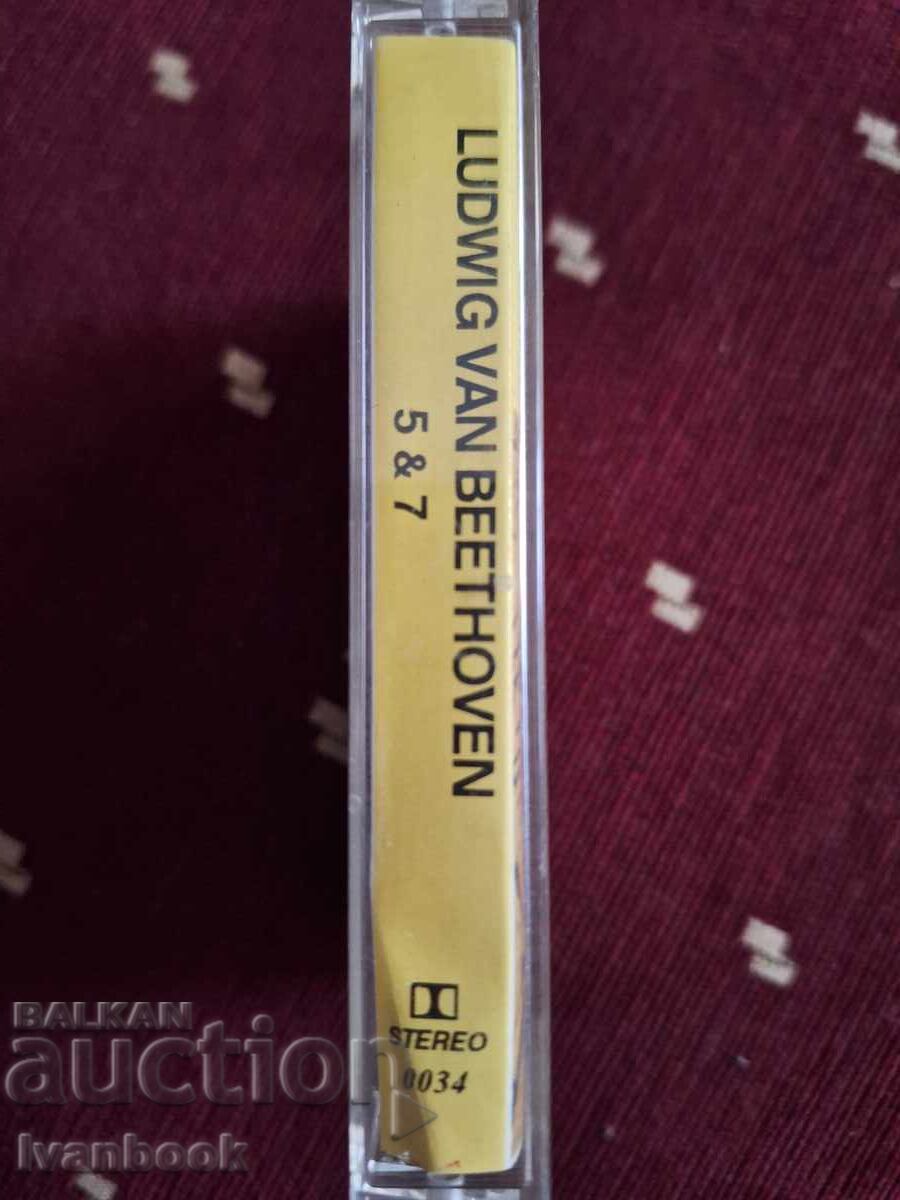 LUDWIG VAN BEETHOVEN
5 & 7
STEREO
0034
BALKAN
auction
Ivanbook